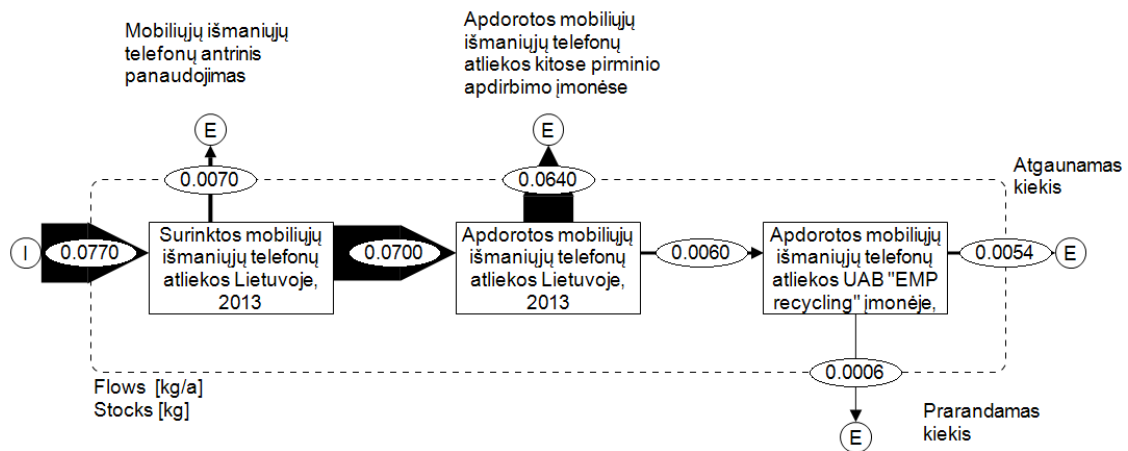 Mobiliųjų išmaniųjų
telefonų antrinis
panaudojimas
Apdorotos mobiliųjų
išmaniųjų telefonų
atliekos kitose pirminio
apdirbimo įmonėse
E
E
0.0070
0.0640
Atgaunamas
kiekis
I
0.0770
Surinktos mobiliųjų
išmaniųjų telefonų
atliekos Lietuvoje,
2013
0.0700
Apdorotos mobiliųjų
išmaniųjų telefonų
atliekos Lietuvoje,
2013
0.0060
Apdorotos mobiliųjų
išmaniųjų telefonų
atliekos UAB "EMP
recycling" įmonėje,
0.0054
E
0.0006
Flows [kg/a]
Stocks [kg]
E
Prarandamas
kiekis